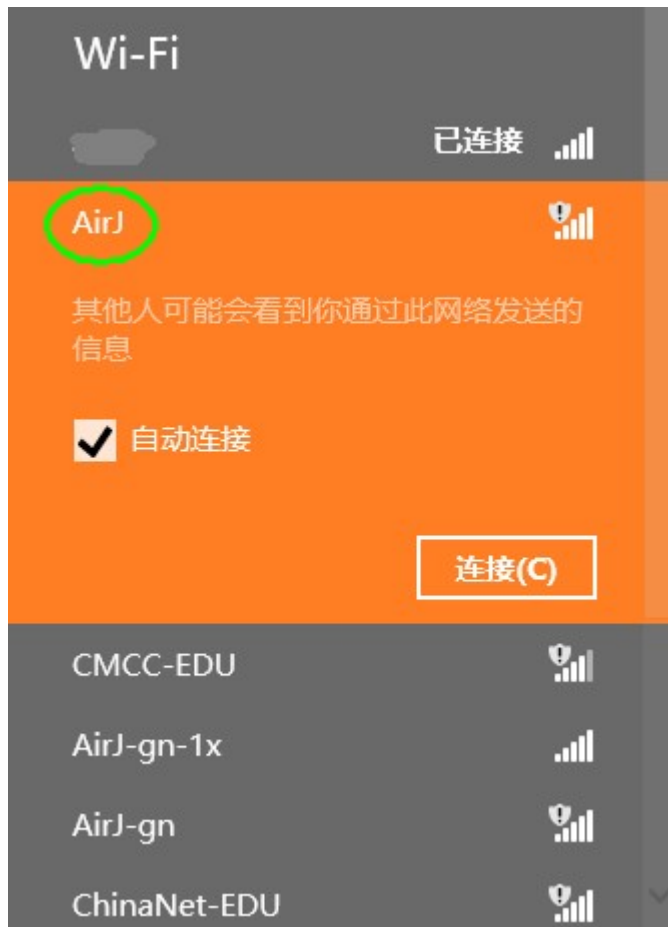 Wi-Fi
已连接
AirJ
其他人可能会看到你通过此网络发送的
信息
自动连接
连接(C)
CMCC-EDU
AirJ-gn-1x
AirJ-gn
ChinaNet-EDU